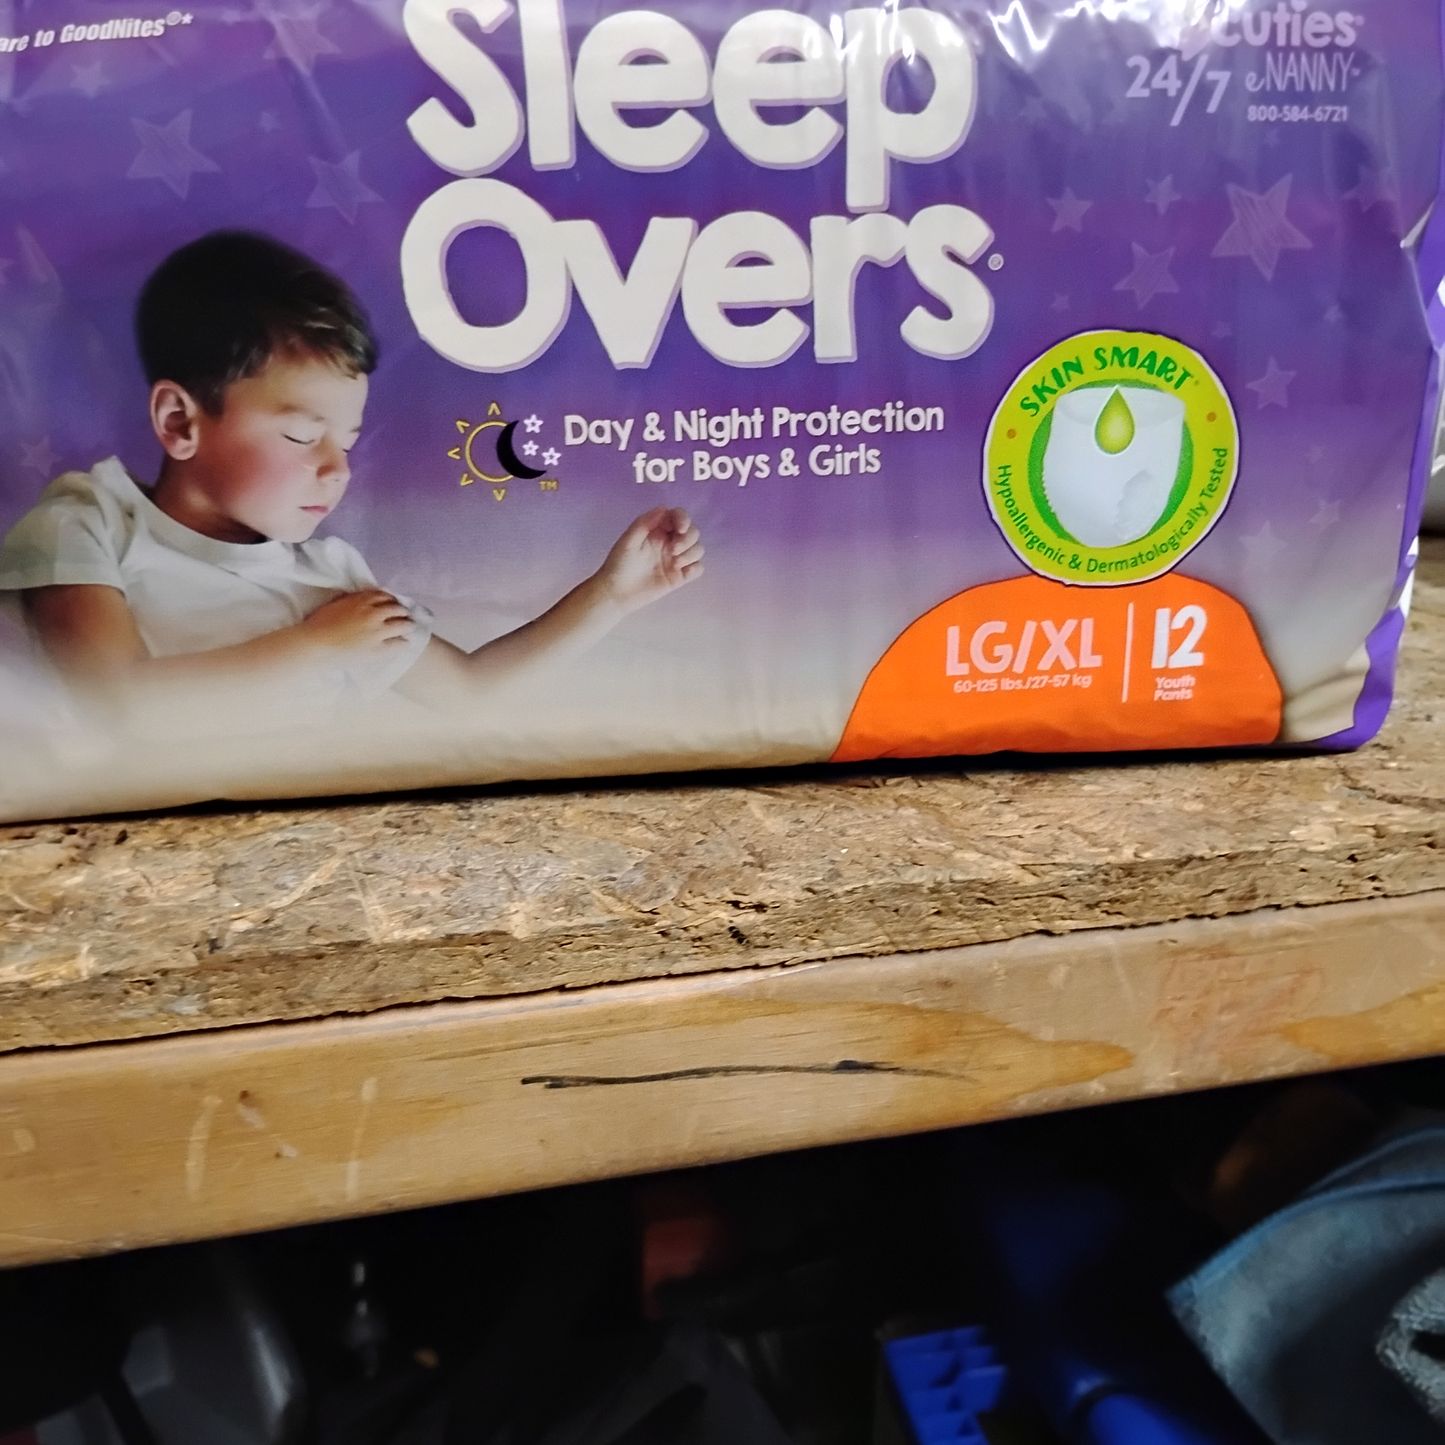 are to GoodNites®*
Sleep
Overs®
Cuties®
24/7 eNANNY
800-584-6721
Day & Night Protection
for Boys & Girls
TM
SKIN SMART
Hypoallergenic & Dermatologically Tested
LG/XL
60-125 lbs./27-57 kg
12
Youth
Pants